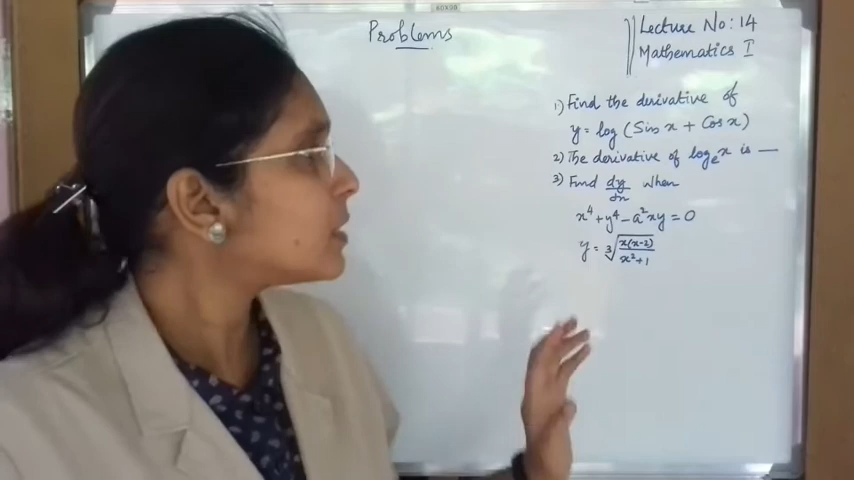 Problems
Lecture No: 14
Mathematics I
1) Find the derivative of
y = log (Sin x + Cos x)
2) The derivative of logₑx is —
3) Find dy/dx when
x⁴ + y⁴ - a²xy = 0
y = ∛(x(x-2)/(x²+1))